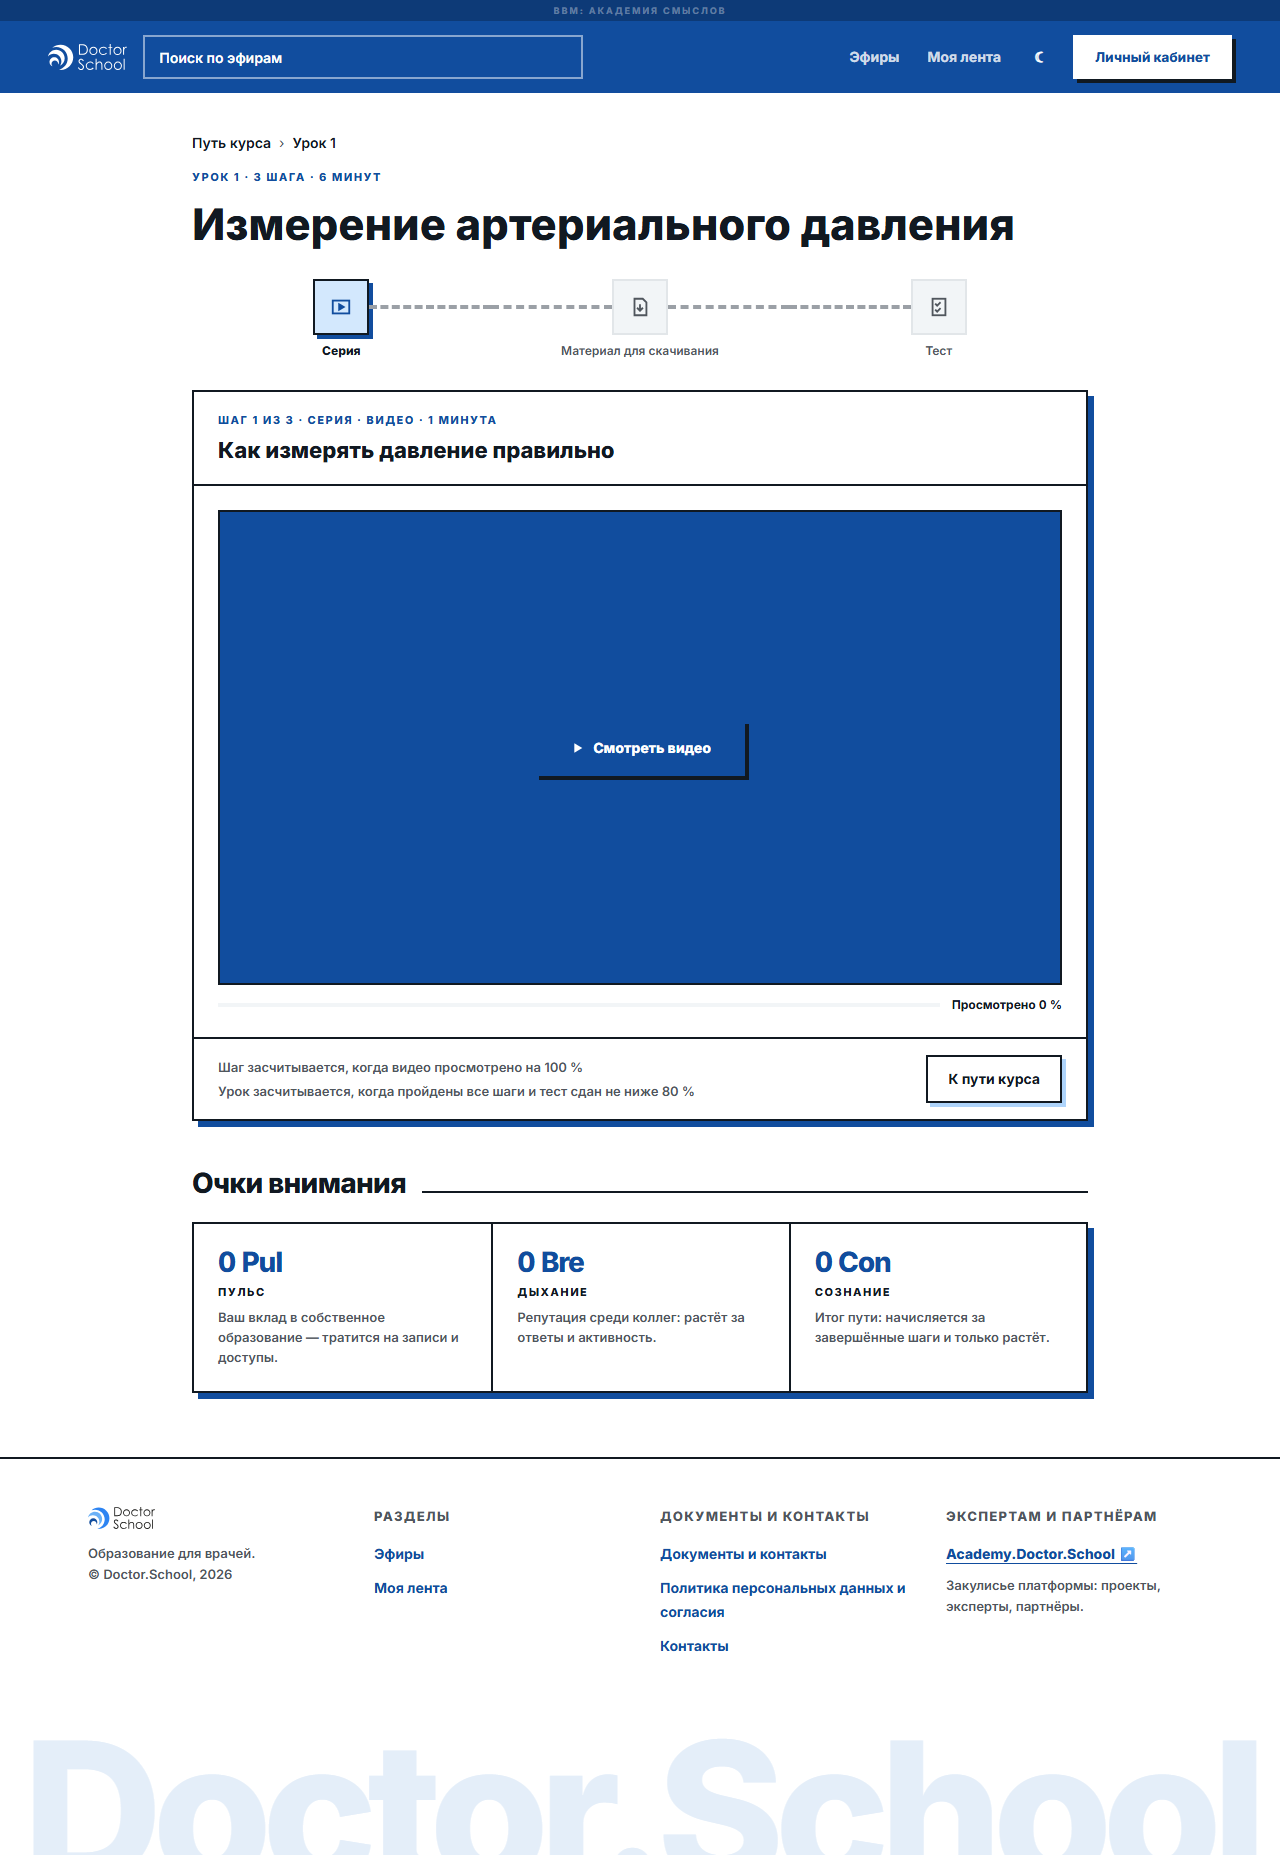 ВВМ: АКАДЕМИЯ СМЫСЛОВ
Doctor
School
Поиск по эфирам
Эфиры
Моя лента
Личный кабинет
Путь курса › Урок 1
УРОК 1 · 3 ШАГА · 6 МИНУТ
Измерение артериального давления
Серия
Материал для скачивания
Тест
ШАГ 1 ИЗ 3 · СЕРИЯ · ВИДЕО · 1 МИНУТА
Как измерять давление правильно
Смотреть видео
Просмотрено 0 %
Шаг засчитывается, когда видео просмотрено на 100 %
Урок засчитывается, когда пройдены все шаги и тест сдан не ниже 80 %
К пути курса
Очки внимания
0 Pul
ПУЛЬС
Ваш вклад в собственное
образование — тратится на записи и
доступы.
0 Bre
ДЫХАНИЕ
Репутация среди коллег: растёт за
ответы и активность.
0 Con
СОЗНАНИЕ
Итог пути: начисляется за
завершённые шаги и только растёт.
Doctor
School
Образование для врачей.
© Doctor.School, 2026
РАЗДЕЛЫ
Эфиры
Моя лента
ДОКУМЕНТЫ И КОНТАКТЫ
Документы и контакты
Политика персональных данных и
согласия
Контакты
ЭКСПЕРТАМ И ПАРТНЁРАМ
Academy.Doctor.School ↗
Закулисье платформы: проекты,
эксперты, партнёры.
Doctor.School